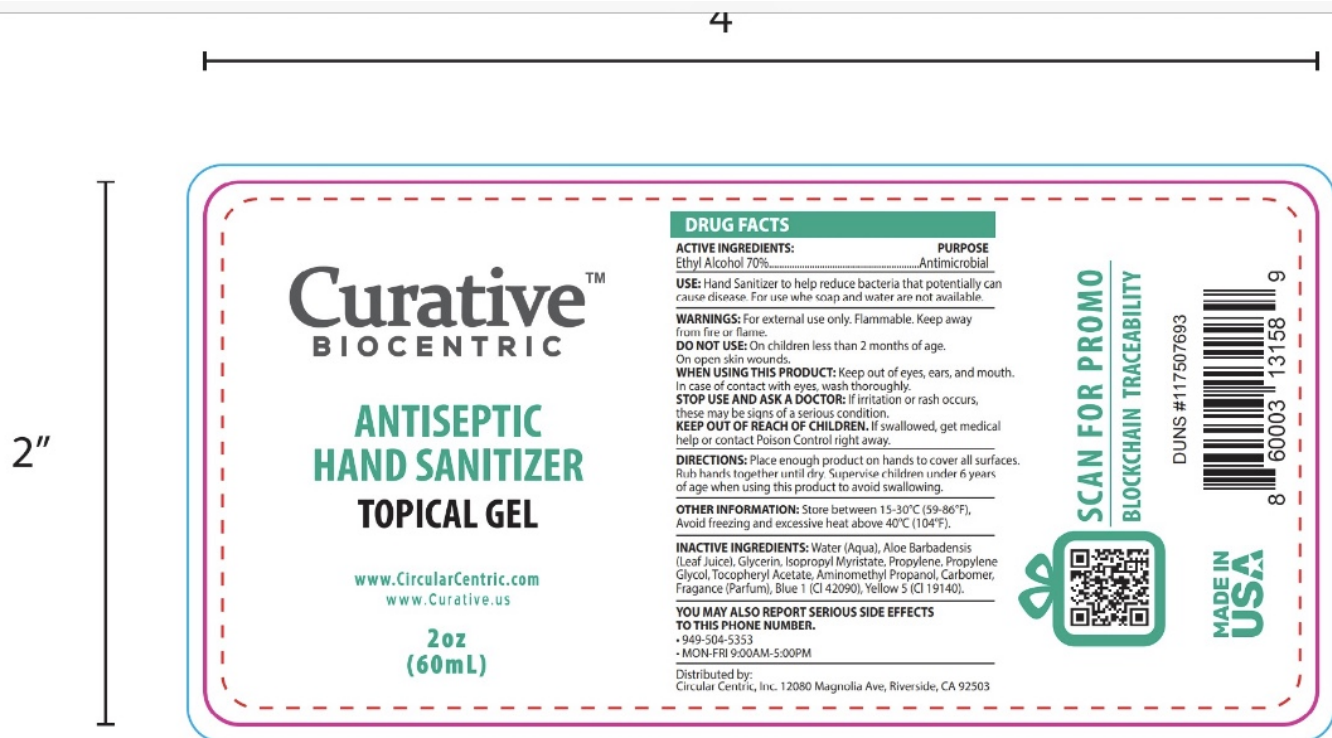 4
2"
Curative™
BIOCENTRIC
ANTISEPTIC
HAND SANITIZER
TOPICAL GEL
www.CircularCentric.com
www.Curative.us
2oz
(60mL)
DRUG FACTS
ACTIVE INGREDIENTS: PURPOSE
Ethyl Alcohol 70%......................................................Antimicrobial
USE: Hand Sanitizer to help reduce bacteria that potentially can
cause disease. For use whe soap and water are not available.
WARNINGS: For external use only. Flammable. Keep away
from fire or flame.
DO NOT USE: On children less than 2 months of age.
On open skin wounds.
WHEN USING THIS PRODUCT: Keep out of eyes, ears, and mouth.
In case of contact with eyes, wash thoroughly.
STOP USE AND ASK A DOCTOR: If irritation or rash occurs,
these may be signs of a serious condition.
KEEP OUT OF REACH OF CHILDREN. If swallowed, get medical
help or contact Poison Control right away.
DIRECTIONS: Place enough product on hands to cover all surfaces.
Rub hands together until dry. Supervise children under 6 years
of age when using this product to avoid swallowing.
OTHER INFORMATION: Store between 15-30°C (59-86°F),
Avoid freezing and excessive heat above 40°C (104°F).
INACTIVE INGREDIENTS: Water (Aqua), Aloe Barbadensis
(Leaf Juice), Glycerin, Isopropyl Myristate, Propylene, Propylene
Glycol, Tocopheryl Acetate, Aminomethyl Propanol, Carbomer,
Fragance (Parfum), Blue 1 (Cl 42090), Yellow 5 (Cl 19140).
YOU MAY ALSO REPORT SERIOUS SIDE EFFECTS
TO THIS PHONE NUMBER.
• 949-504-5353
• MON-FRI 9:00AM-5:00PM
Distributed by:
Circular Centric, Inc. 12080 Magnolia Ave, Riverside, CA 92503
SCAN FOR PROMO
BLOCKCHAIN TRACEABILITY
DUNS #117507693
8 60003 13158 9
MADE IN
USA